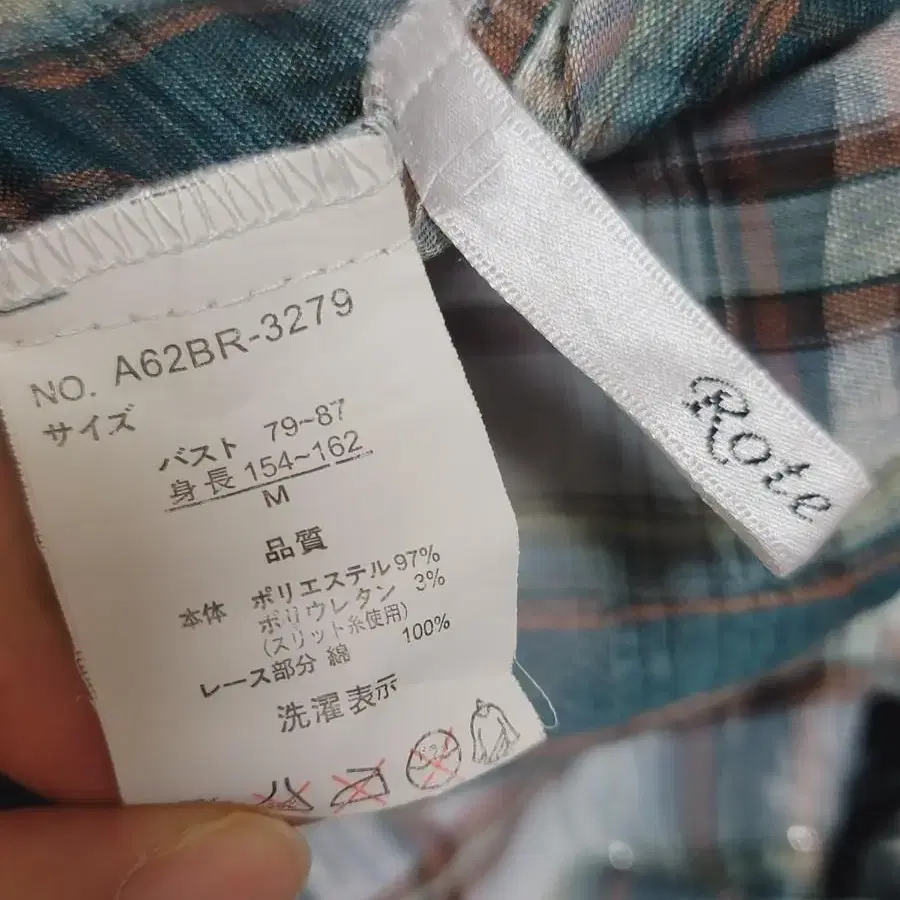 NO. A62BR-3279
サイズ
バスト 79~87
身長 154~162
M
品質
本体 ポリエステル 97%
ポリウレタン 3%
(スリット糸使用)
レース部分 綿 100%
洗濯表示
Rote